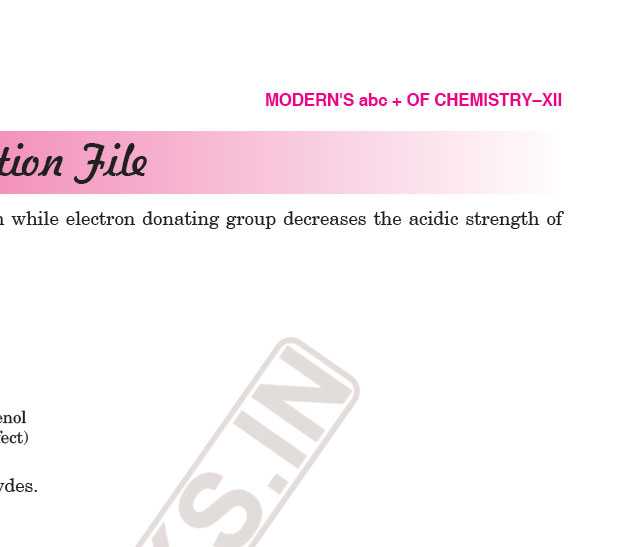 MODERN'S abc + OF CHEMISTRY–XII
tion File
while electron donating group decreases the acidic strength of
enol
fect)
ydes.
S.IN